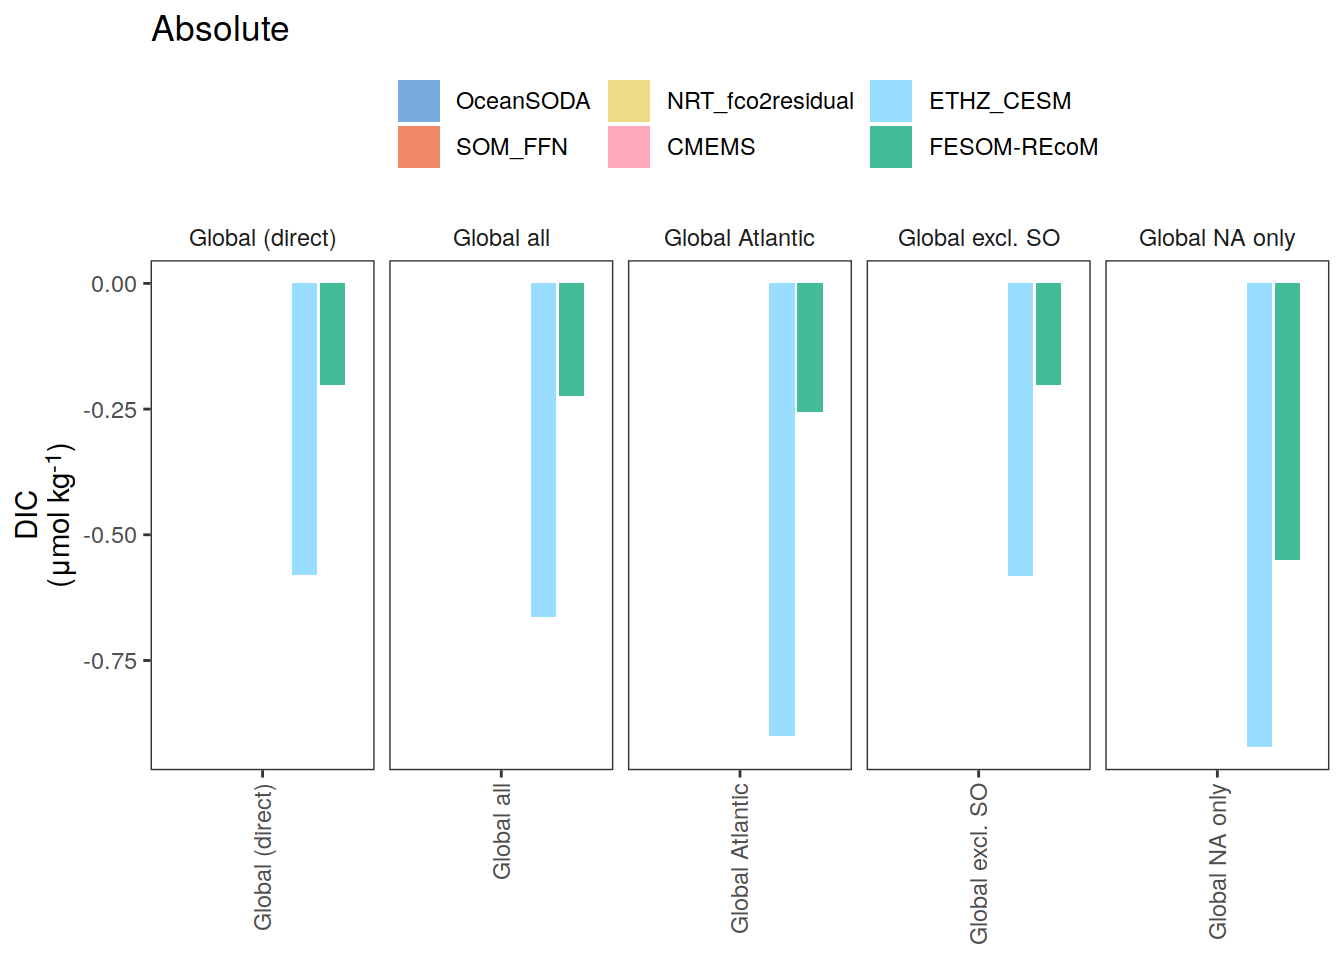 Absolute
OceanSODA
NRT_fco2residual
ETHZ_CESM
SOM_FFN
CMEMS
FESOM-REcoM
Global (direct)
Global all
Global Atlantic
Global excl. SO
Global NA only
0.00
-0.25
-0.50
-0.75
DIC
(μmol kg⁻¹)
Global (direct)
Global all
Global Atlantic
Global excl. SO
Global NA only